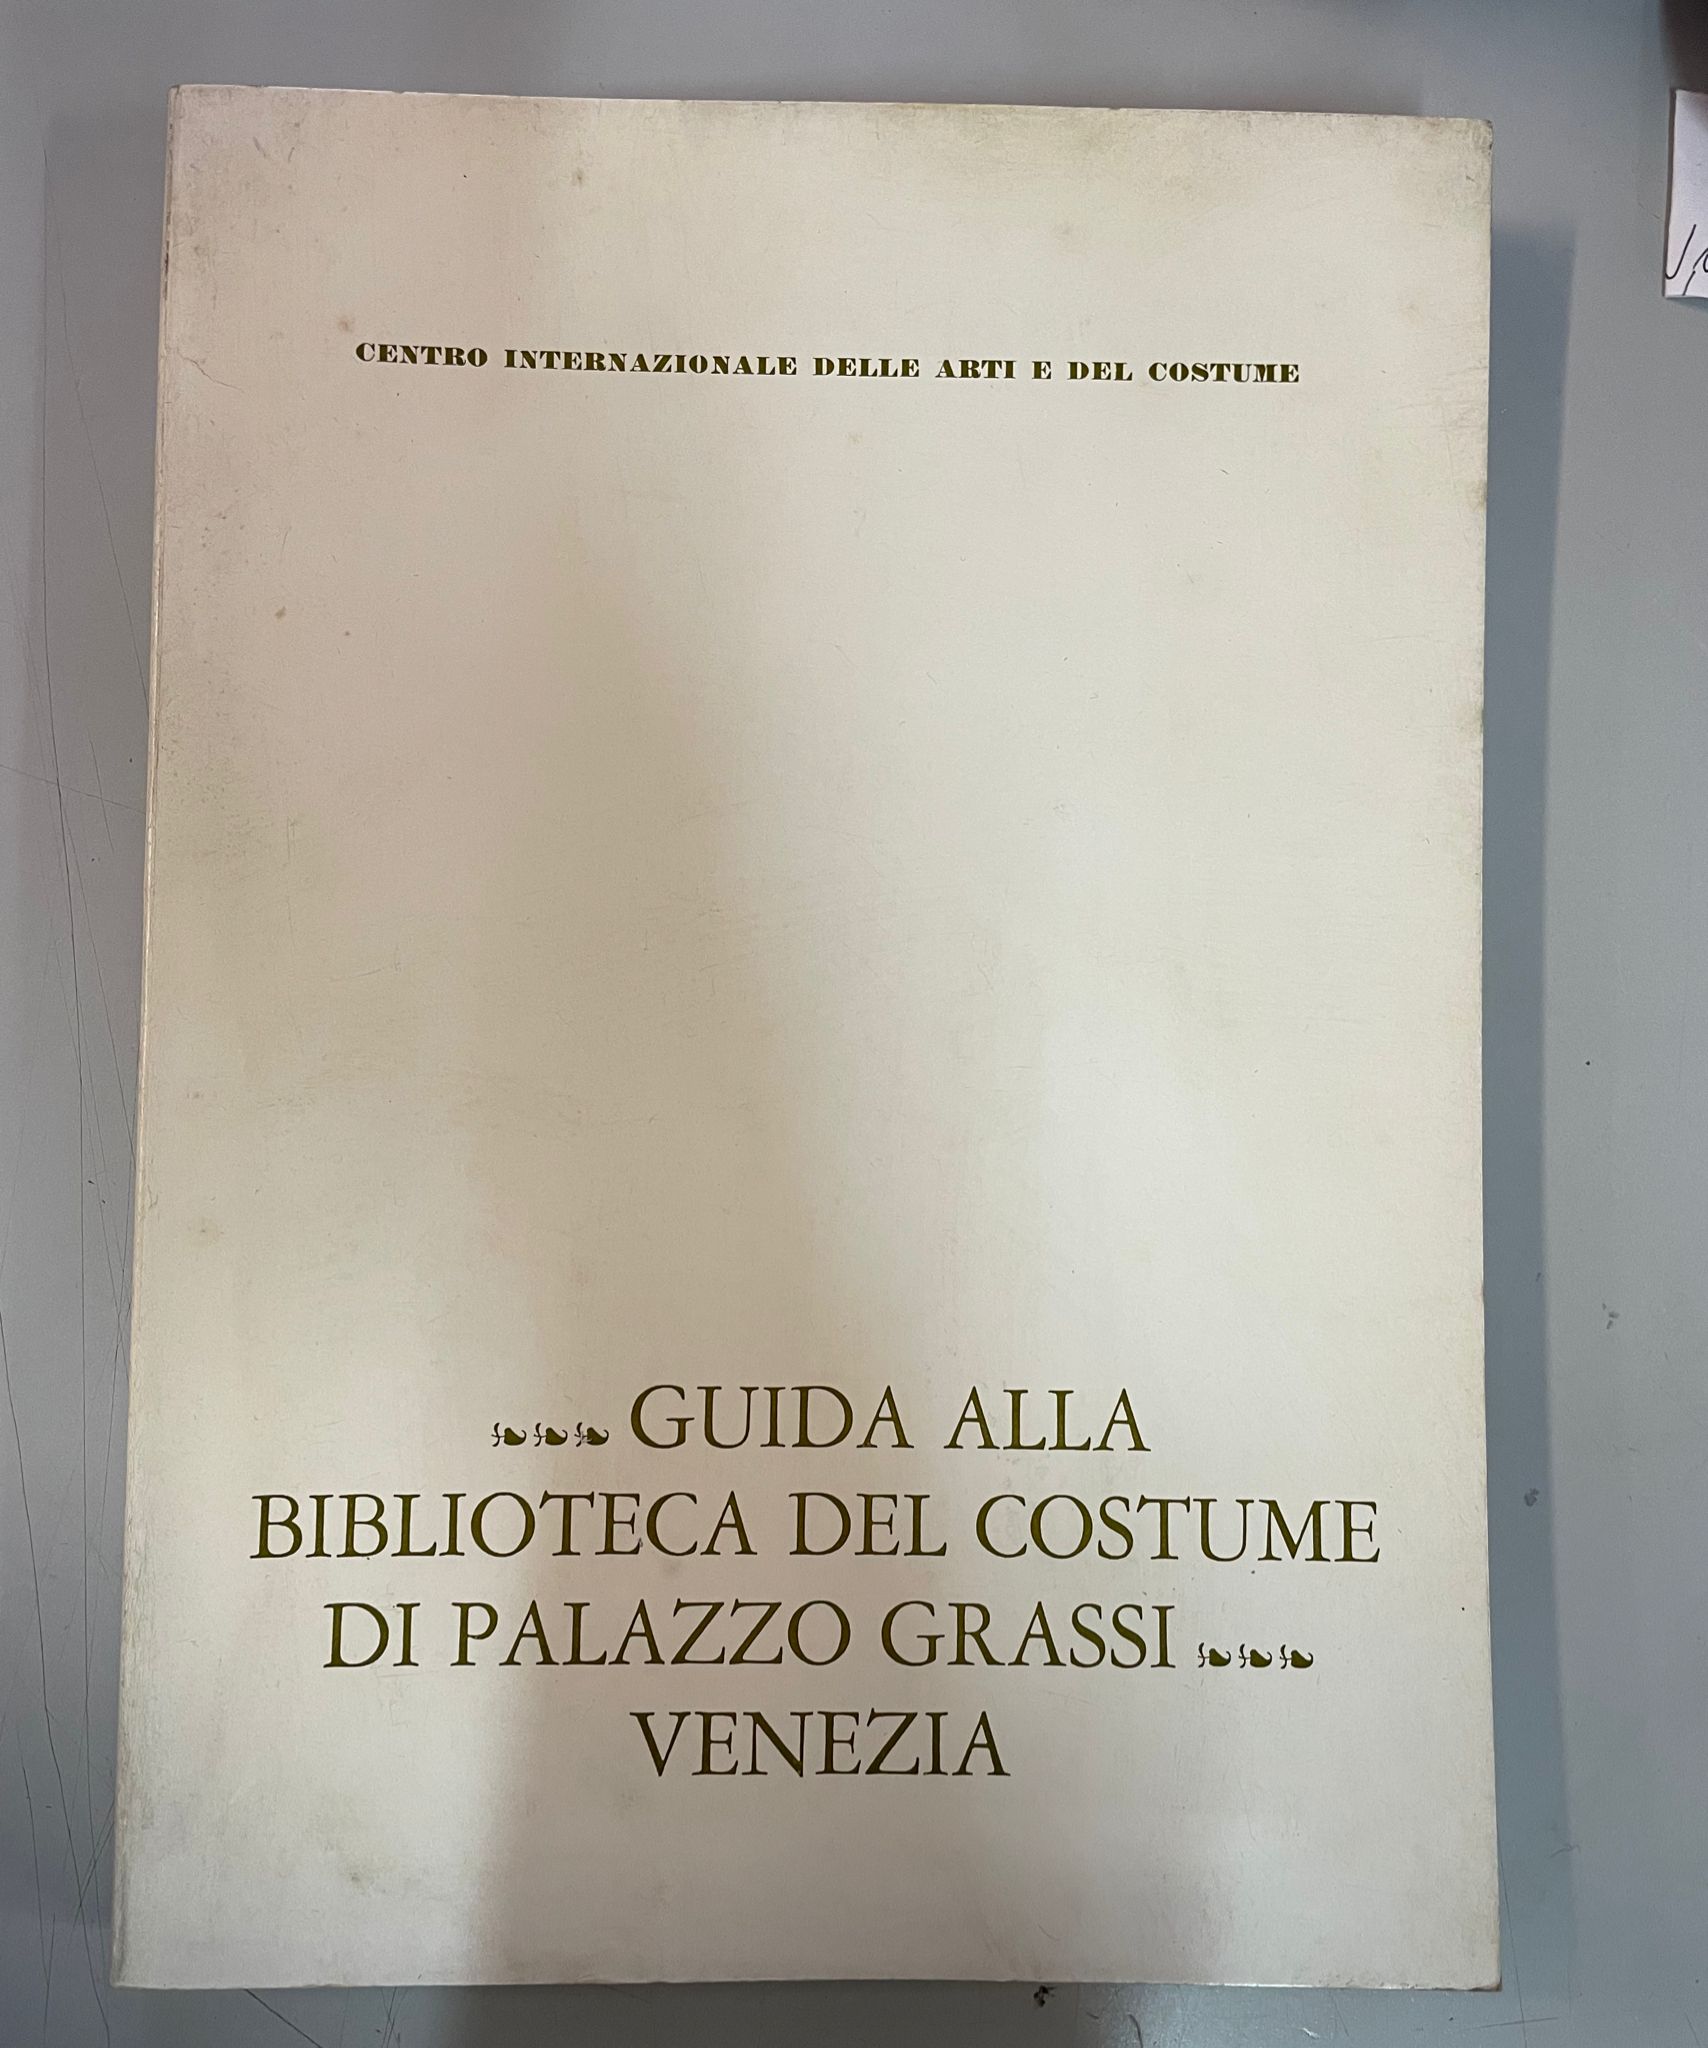 CENTRO INTERNAZIONALE DELLE ARTI E DEL COSTUME
GUIDA ALLA
BIBLIOTECA DEL COSTUME
DI PALAZZO GRASSI
VENEZIA